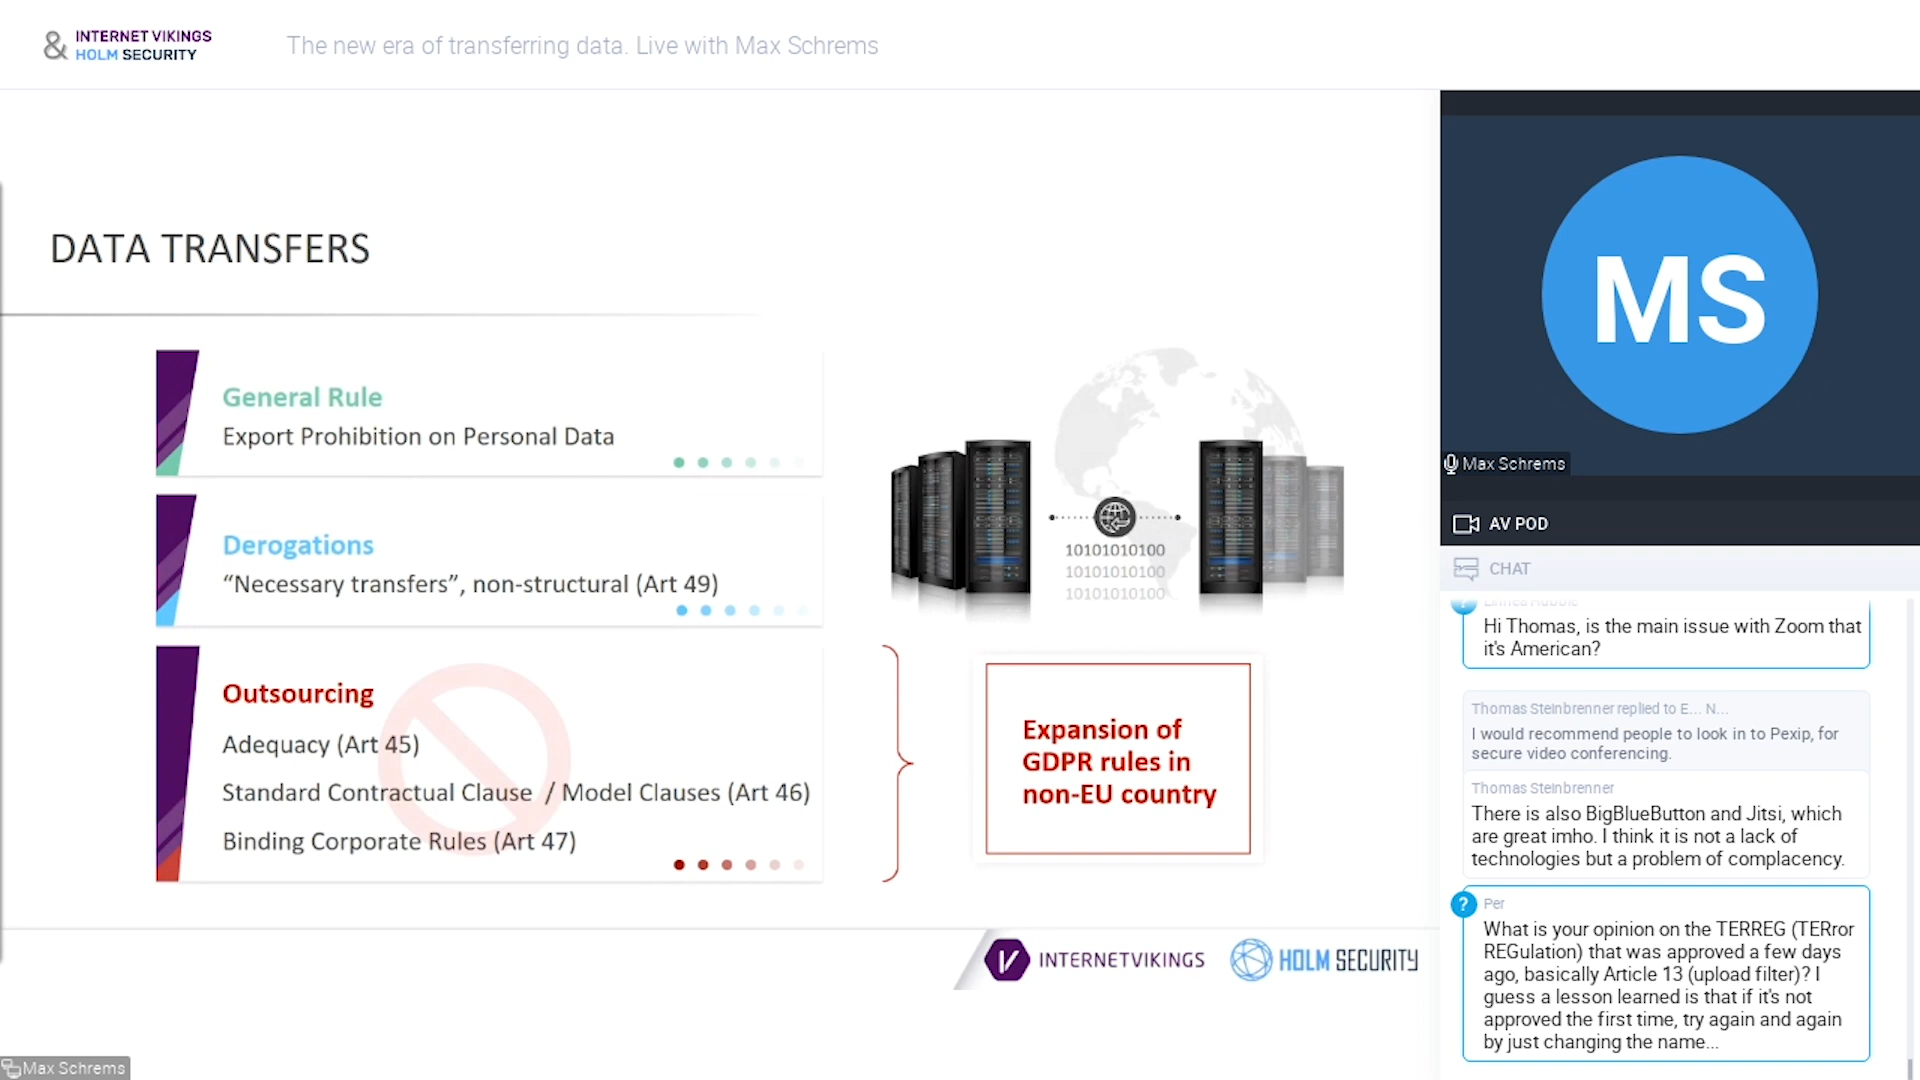 & INTERNET VIKINGS
HOLM SECURITY
The new era of transferring data. Live with Max Schrems
DATA TRANSFERS
General Rule
Export Prohibition on Personal Data
Derogations
“Necessary transfers”, non-structural (Art 49)
Outsourcing
Adequacy (Art 45)
Standard Contractual Clause / Model Clauses (Art 46)
Binding Corporate Rules (Art 47)
10101010100
10101010100
10101010100
Expansion of
GDPR rules in
non-EU country
INTERNETVIKINGS
HOLM SECURITY
Max Schrems
MS
Max Schrems
AV POD
CHAT
?
Hi Thomas, is the main issue with Zoom that
it's American?
Thomas Steinbrenner replied to E... N...
I would recommend people to look in to Pexip, for
secure video conferencing.
Thomas Steinbrenner
There is also BigBlueButton and Jitsi, which
are great imho. I think it is not a lack of
technologies but a problem of complacency.
? Per
What is your opinion on the TERREG (TERror
REGulation) that was approved a few days
ago, basically Article 13 (upload filter)? I
guess a lesson learned is that if it's not
approved the first time, try again and again
by just changing the name...